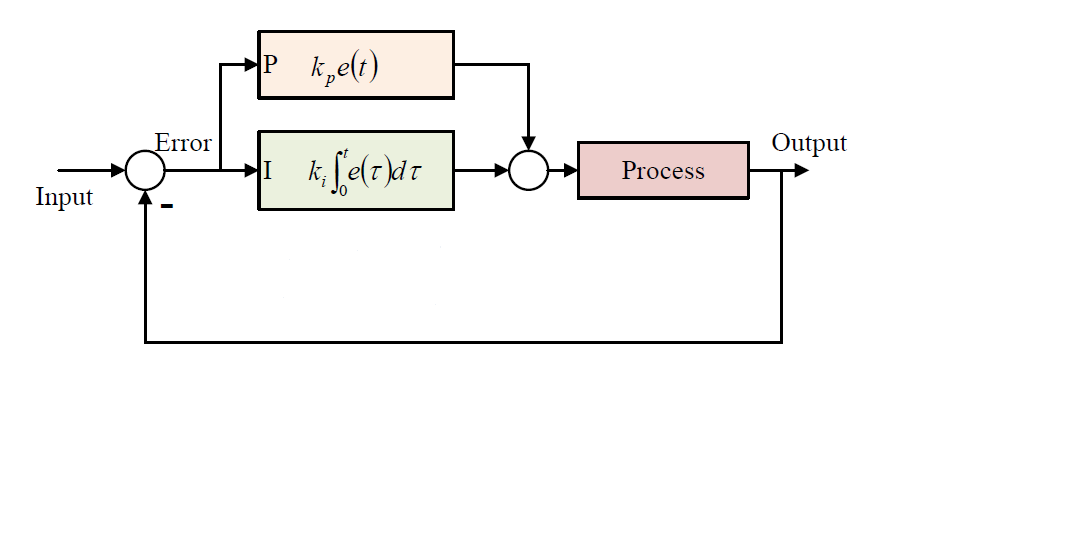 P k_p e(t)
Error
Output
I k_i ∫_0^t e(τ)dτ
Process
Input
-